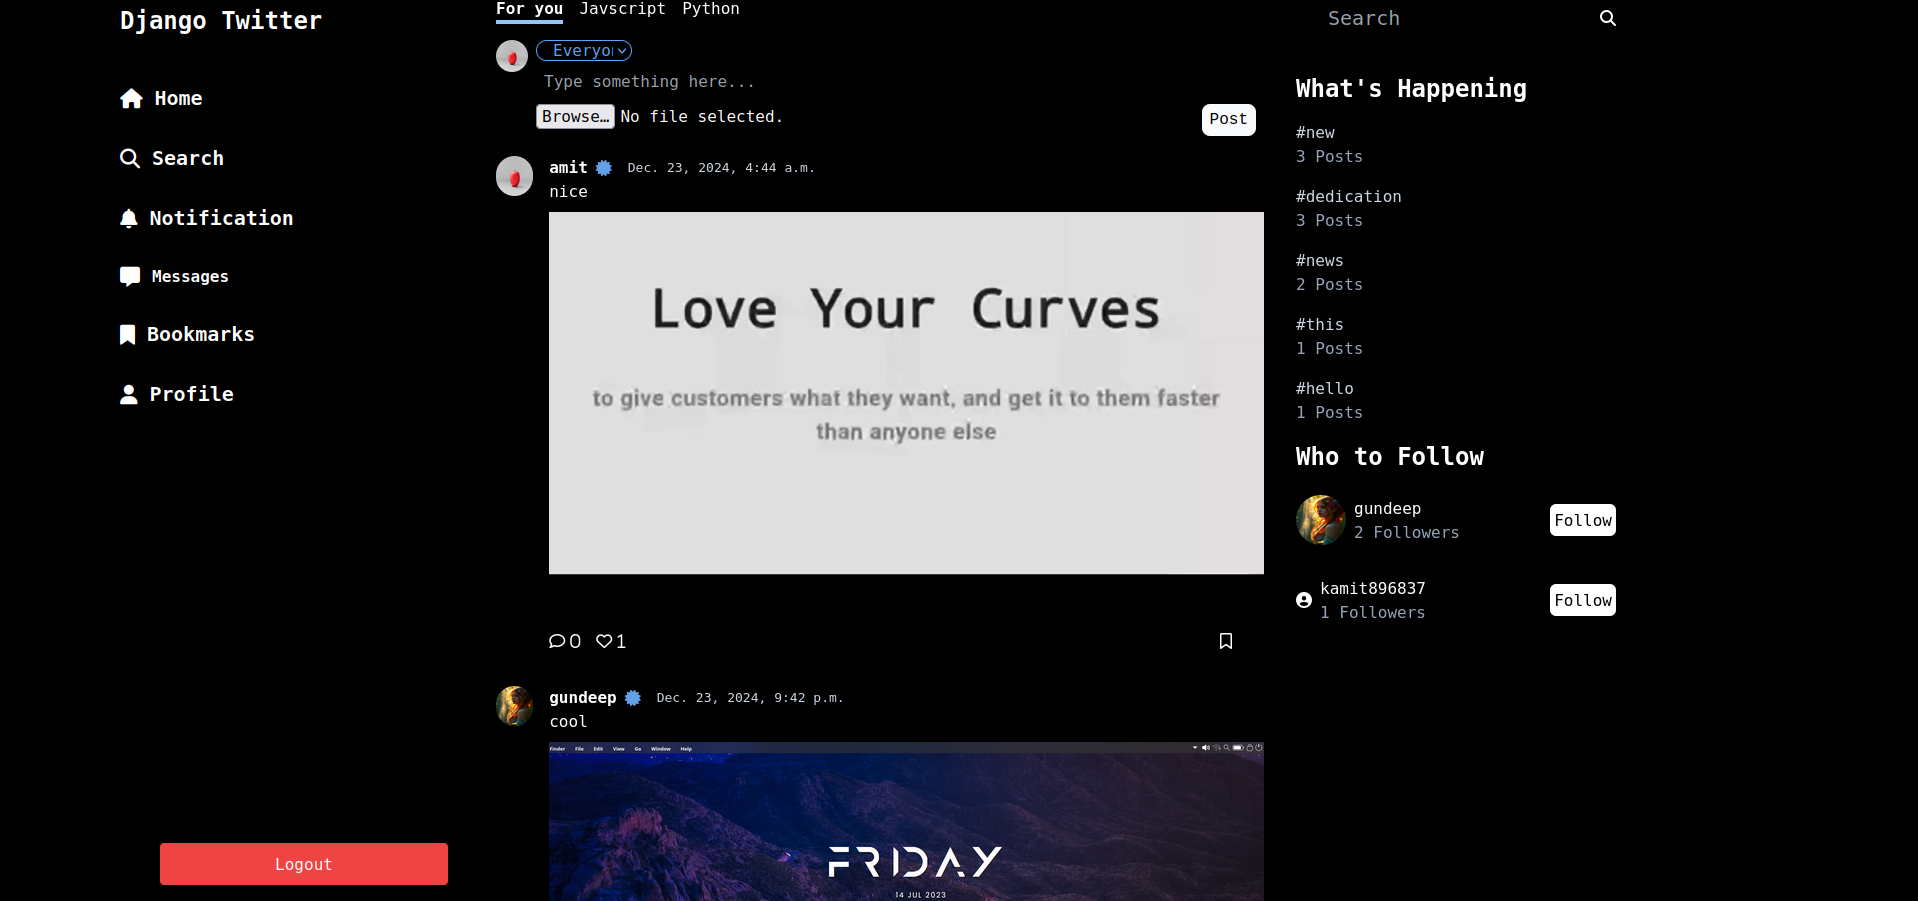 Django Twitter
Home
Search
Notification
Messages
Bookmarks
Profile
Logout
For you Javscript Python
Everyo
Type something here...
Browse… No file selected.
Post
amit Dec. 23, 2024, 4:44 a.m.
nice
Love Your Curves
to give customers what they want, and get it to them faster
than anyone else
0 1
gundeep Dec. 23, 2024, 9:42 p.m.
cool
Finder File Edit View Go Window Help
FRIDAY
14 JUL 2023
Search
What's Happening
#new
3 Posts
#dedication
3 Posts
#news
2 Posts
#this
1 Posts
#hello
1 Posts
Who to Follow
gundeep
2 Followers
Follow
kamit896837
1 Followers
Follow